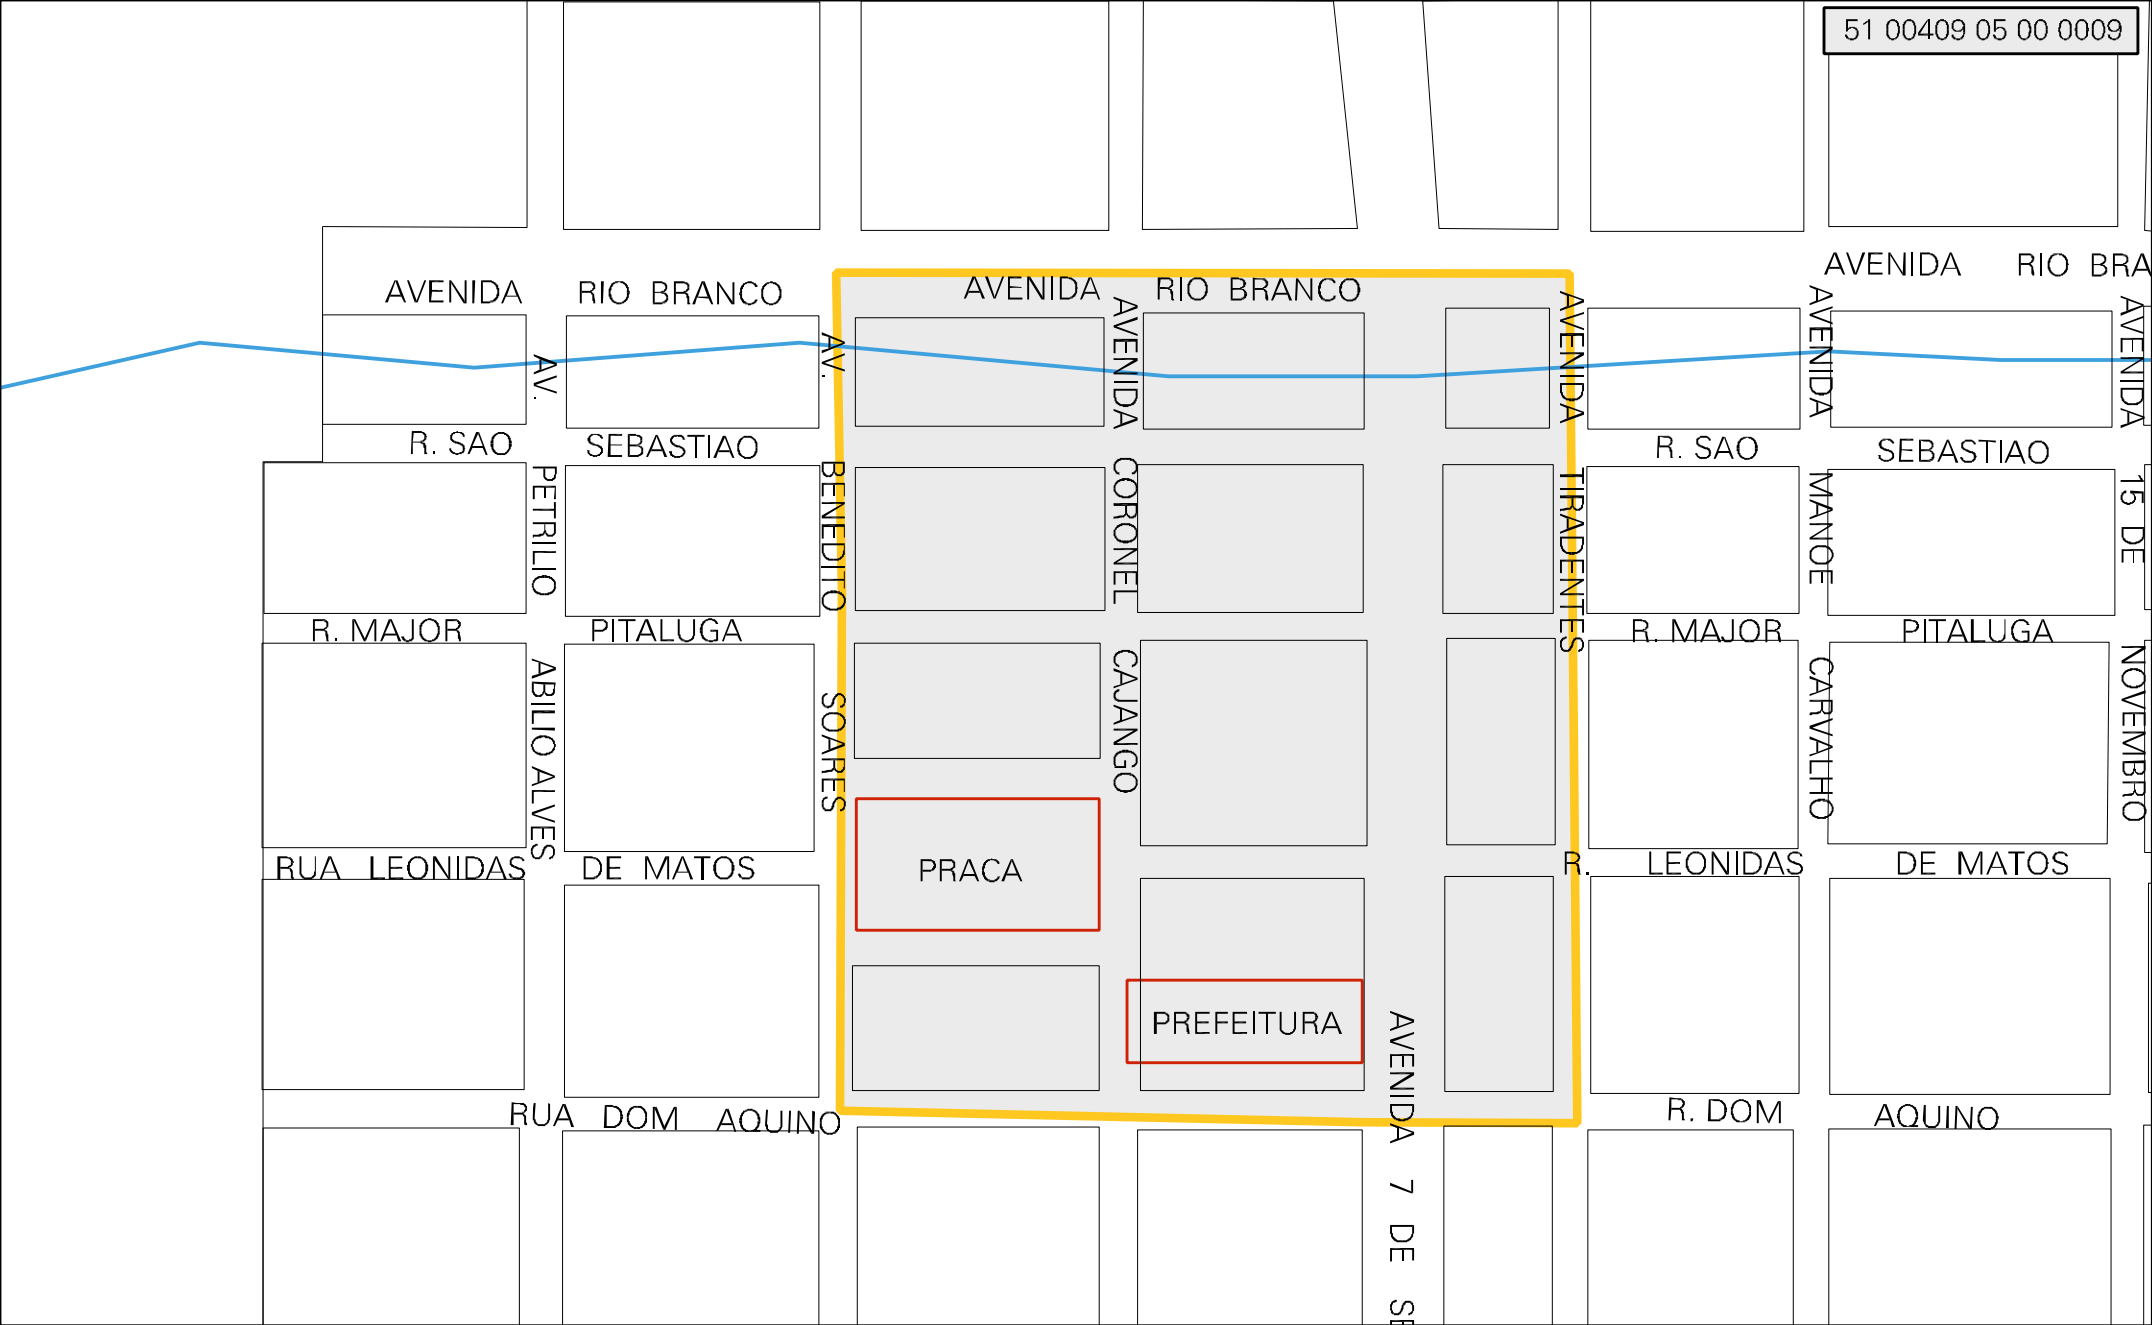 51 00409 05 00 0009
AVENIDA RIO BRANCO
AVENIDA RIO BRANCO
AVENIDA RIO BRA
R. SAO SEBASTIAO
R. SAO SEBASTIAO
R. MAJOR PITALUGA
R. MAJOR PITALUGA
RUA LEONIDAS DE MATOS
R. LEONIDAS DE MATOS
RUA DOM AQUINO
R. DOM AQUINO
PRACA
PREFEITURA
AV. PETRILIO ABILIO ALVES
AV. BENEDITO SOARES
AVENIDA CORONEL CAJANGO
AVENIDA 7 DE SE
AVENIDA TIRADENTES
AVENIDA MANOE CARVALHO
AVENIDA 15 DE NOVEMBRO